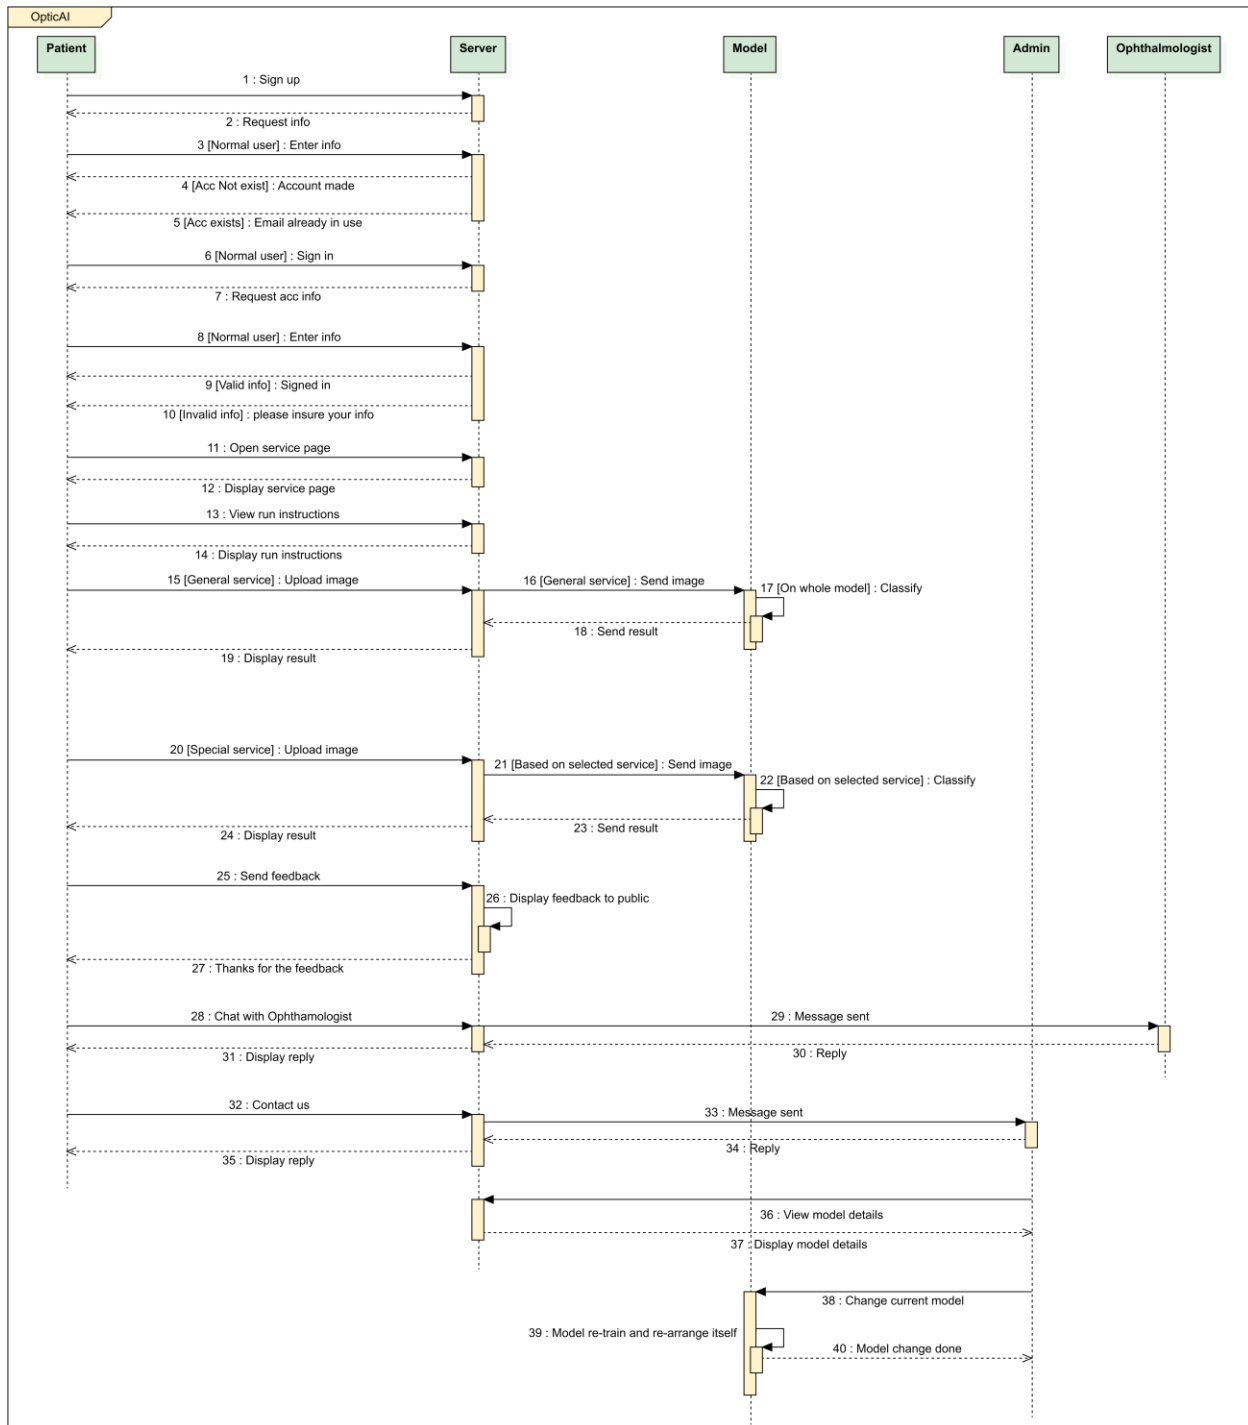 OpticAI
Patient
Server
Model
Admin
Ophthalmologist
1 : Sign up
2 : Request info
3 [Normal user] : Enter info
4 [Acc Not exist] : Account made
5 [Acc exists] : Email already in use
6 [Normal user] : Sign in
7 : Request acc info
8 [Normal user] : Enter info
9 [Valid info] : Signed in
10 [Invalid info] : please insure your info
11 : Open service page
12 : Display service page
13 : View run instructions
14 : Display run instructions
15 [General service] : Upload image
16 [General service] : Send image
17 [On whole model] : Classify
18 : Send result
19 : Display result
20 [Special service] : Upload image
21 [Based on selected service] : Send image
22 [Based on selected service] : Classify
23 : Send result
24 : Display result
25 : Send feedback
26 : Display feedback to public
27 : Thanks for the feedback
28 : Chat with Ophthamologist
29 : Message sent
30 : Reply
31 : Display reply
32 : Contact us
33 : Message sent
34 : Reply
35 : Display reply
36 : View model details
37 : Display model details
38 : Change current model
39 : Model re-train and re-arrange itself
40 : Model change done